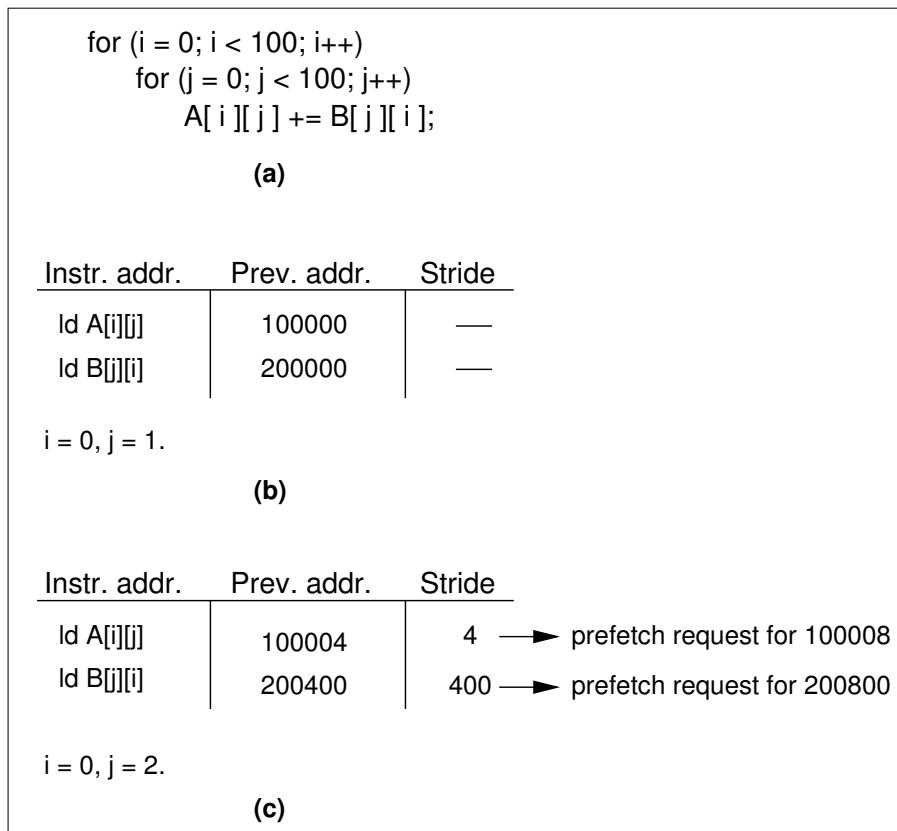 for (i = 0; i < 100; i++)
for (j = 0; j < 100; j++)
A[ i ][ j ] += B[ j ][ i ];
(a)
Instr. addr. Prev. addr. Stride
ld A[i][j] 100000 —
ld B[j][i] 200000 —
i = 0, j = 1.
(b)
Instr. addr. Prev. addr. Stride
ld A[i][j] 100004 4 prefetch request for 100008
ld B[j][i] 200400 400 prefetch request for 200800
i = 0, j = 2.
(c)